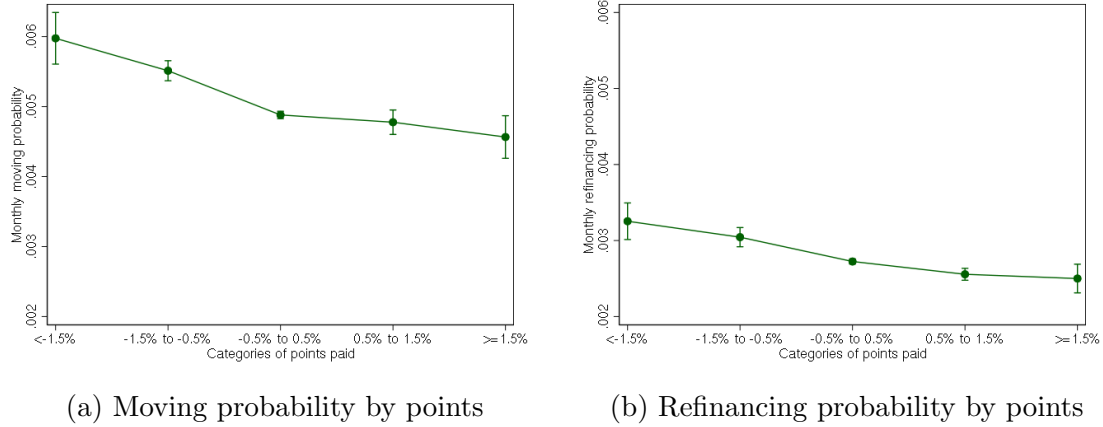 Monthly moving probability
.006
.005
.004
.003
.002
<-1.5%
-1.5% to -0.5%
-0.5% to 0.5%
0.5% to 1.5%
>=1.5%
Categories of points paid
(a) Moving probability by points
Monthly refinancing probability
.006
.005
.004
.003
.002
<-1.5%
-1.5% to -0.5%
-0.5% to 0.5%
0.5% to 1.5%
>=1.5%
Categories of points paid
(b) Refinancing probability by points